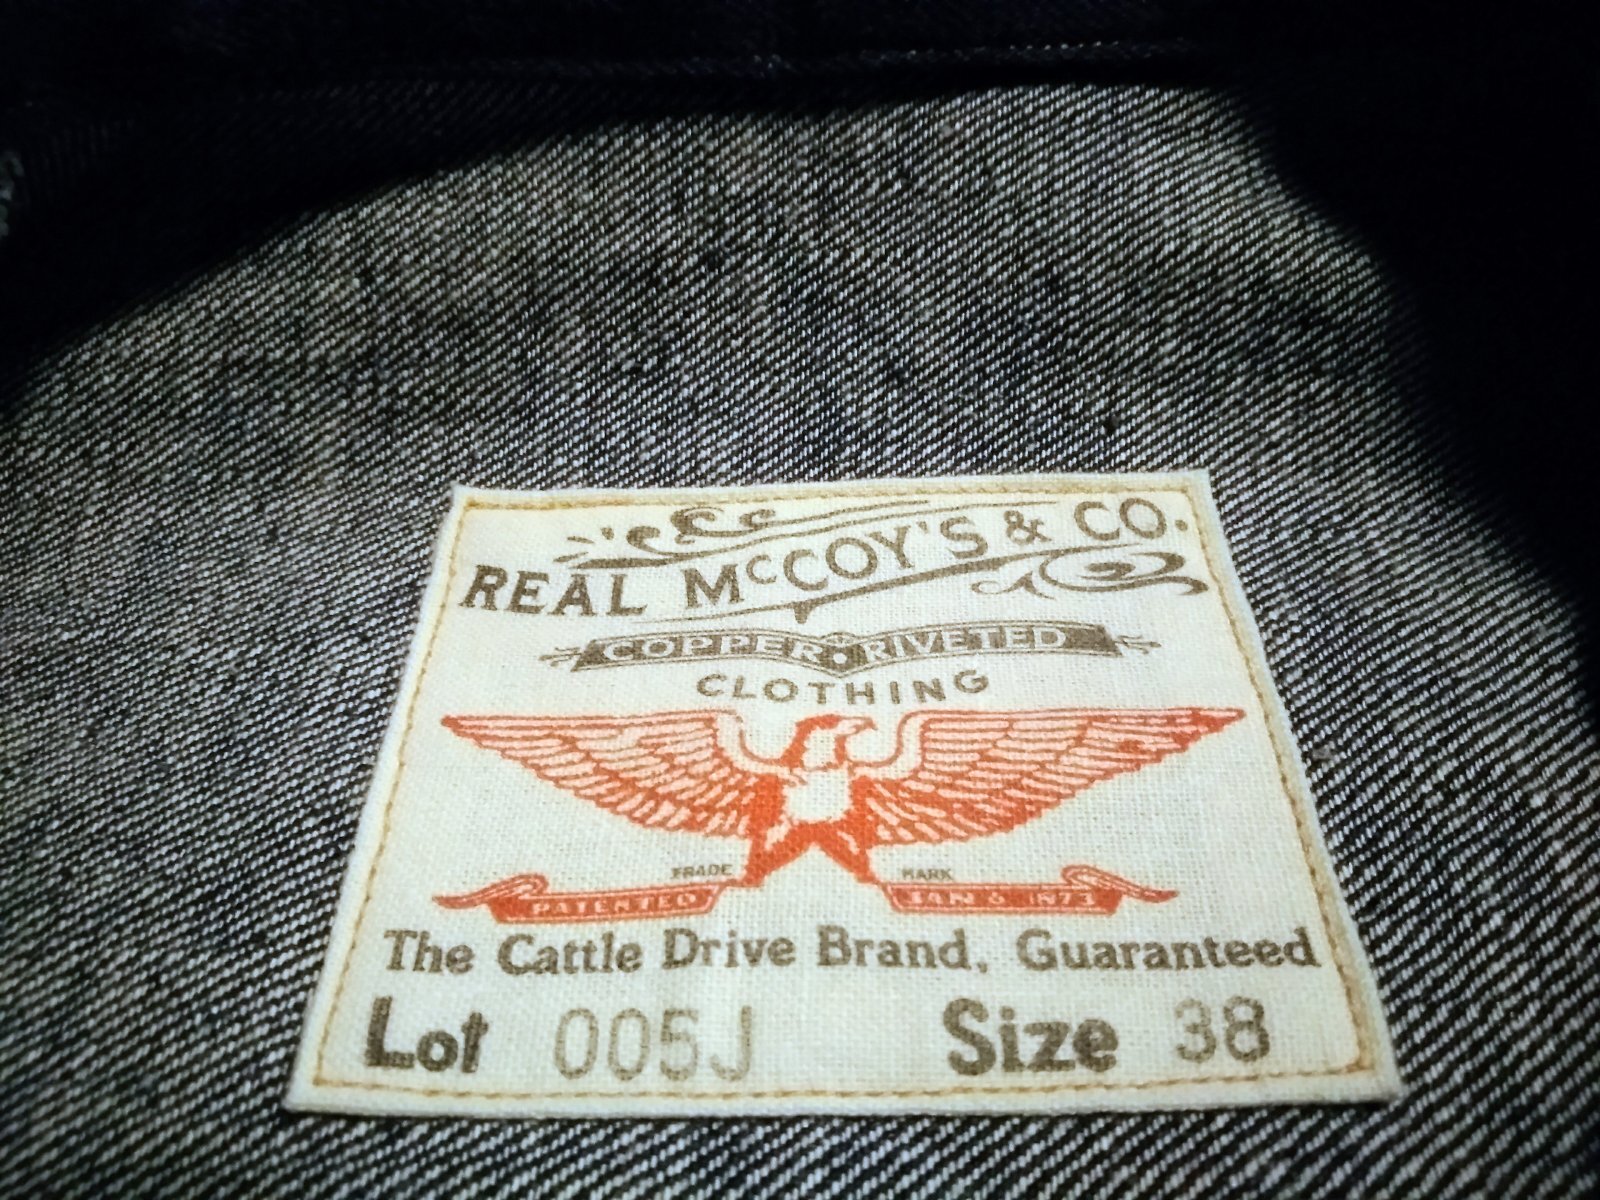 REAL McCOY'S & CO.
COPPER RIVETED
CLOTHING
TRADE MARK
PATENTED JAN 6 1873
The Cattle Drive Brand, Guaranteed
Lot 005J Size 38